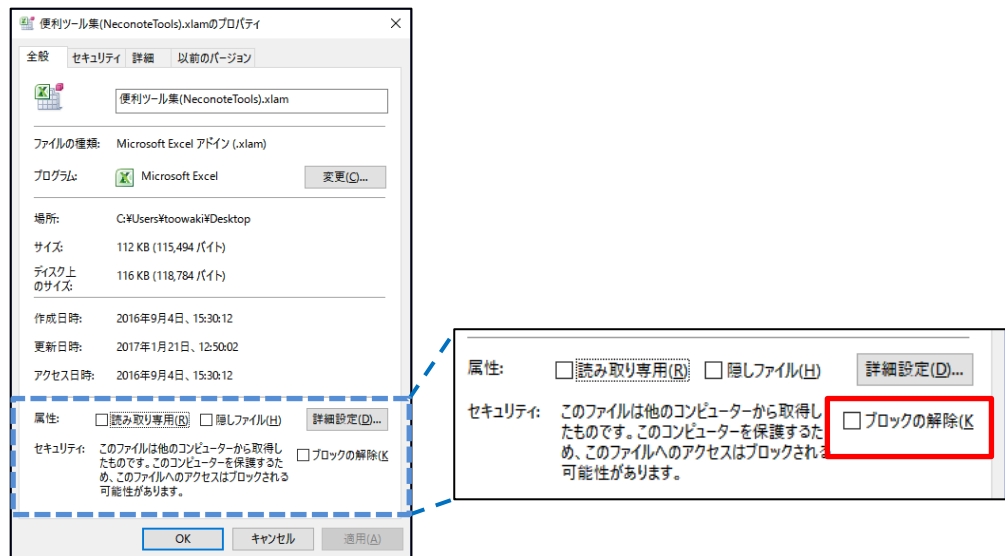 便利ツール集(NeconoteTools).xlamのプロパティ
全般 セキュリティ 詳細 以前のバージョン
便利ツール集(NeconoteTools).xlam
ファイルの種類: Microsoft Excel アドイン (.xlam)
プログラム: Microsoft Excel 変更(C)...
場所: C:¥Users¥toowaki¥Desktop
サイズ: 112 KB (115,494 バイト)
ディスク上
のサイズ: 116 KB (118,784 バイト)
作成日時: 2016年9月4日、15:30:12
更新日時: 2017年1月21日、12:50:02
アクセス日時: 2016年9月4日、15:30:12
属性: 読み取り専用(R) 隠しファイル(H) 詳細設定(D)...
セキュリティ: このファイルは他のコンピューターから取得し
たものです。このコンピューターを保護するた
め、このファイルへのアクセスはブロックされる
可能性があります。
ブロックの解除(K
OK キャンセル 適用(A)
属性: 読み取り専用(R) 隠しファイル(H) 詳細設定(D)...
セキュリティ: このファイルは他のコンピューターから取得し
たものです。このコンピューターを保護するた
め、このファイルへのアクセスはブロックされる
可能性があります。
ブロックの解除(K